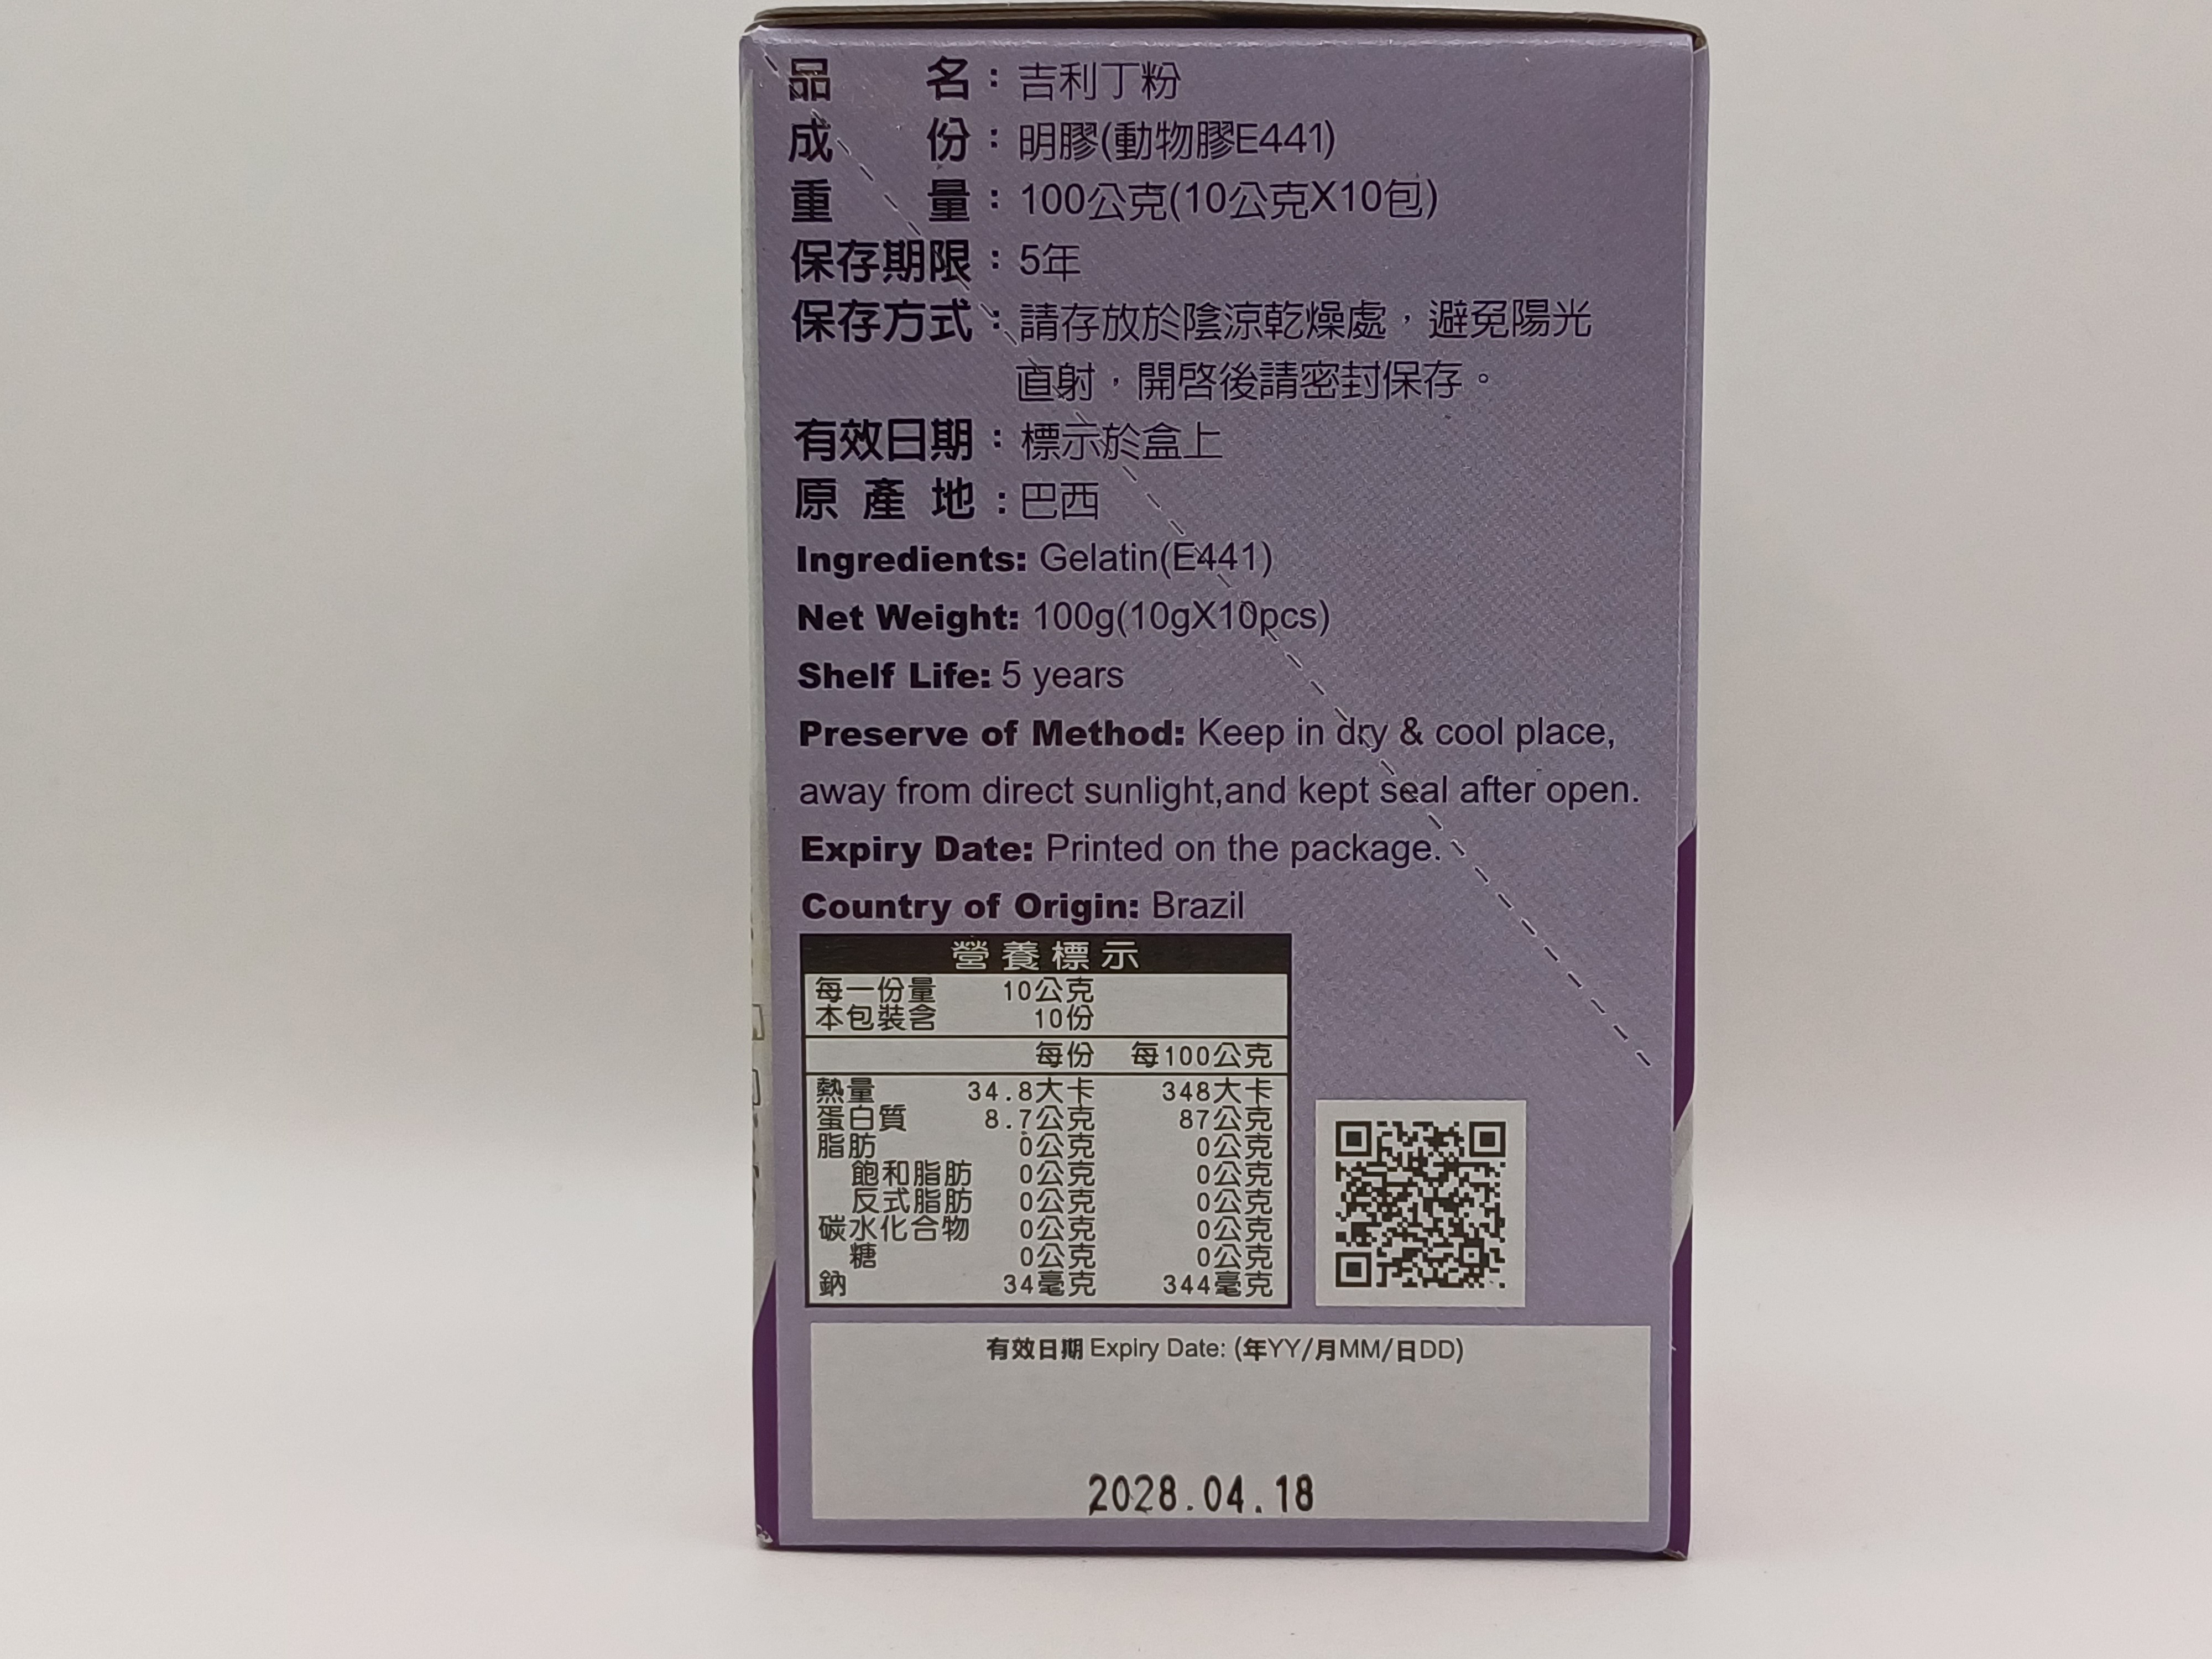 品名：吉利丁粉
成份：明膠(動物膠E441)
重量：100公克(10公克X10包)
保存期限：5年
保存方式：請存放於陰涼乾燥處，避免陽光
直射，開啓後請密封保存。
有效日期：標示於盒上
原產地：巴西
Ingredients: Gelatin(E441)
Net Weight: 100g(10gX10pcs)
Shelf Life: 5 years
Preserve of Method: Keep in dry & cool place,
away from direct sunlight,and kept seal after open.
Expiry Date: Printed on the package.
Country of Origin: Brazil
營養標示
每一份量 10公克
本包裝含 10份
每份 每100公克
熱量 34.8大卡 348大卡
蛋白質 8.7公克 87公克
脂肪 0公克 0公克
飽和脂肪 0公克 0公克
反式脂肪 0公克 0公克
碳水化合物 0公克 0公克
糖 0公克 0公克
鈉 34毫克 344毫克
有效日期 Expiry Date: (年YY/月MM/日DD)
2028.04.18